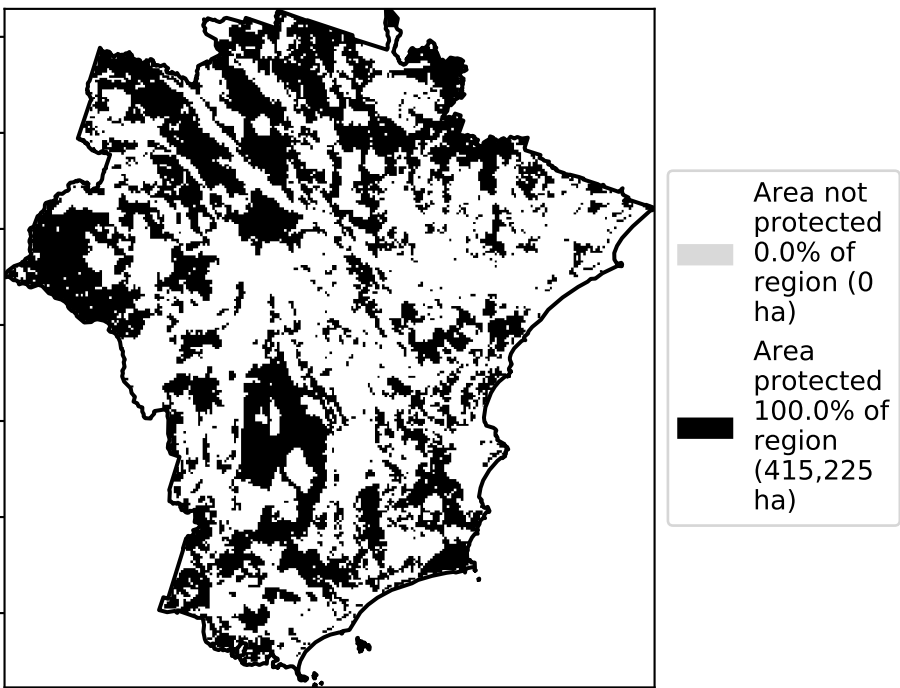 Area not
protected
0.0% of
region (0
ha)
Area
protected
100.0% of
region
(415,225
ha)